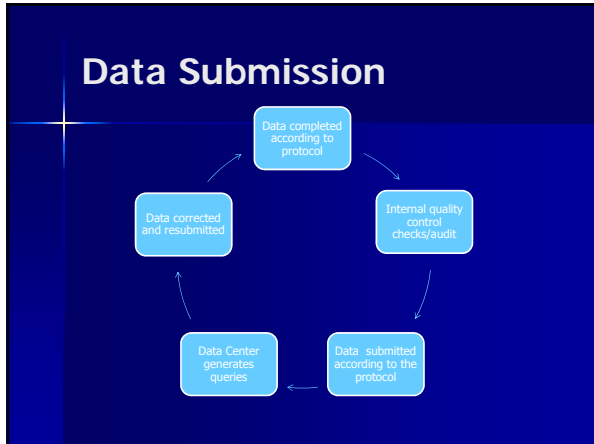 Data Submission
Data completed
according to
protocol
Internal quality
control
checks/audit
Data submitted
according to the
protocol
Data Center
generates
queries
Data corrected
and resubmitted